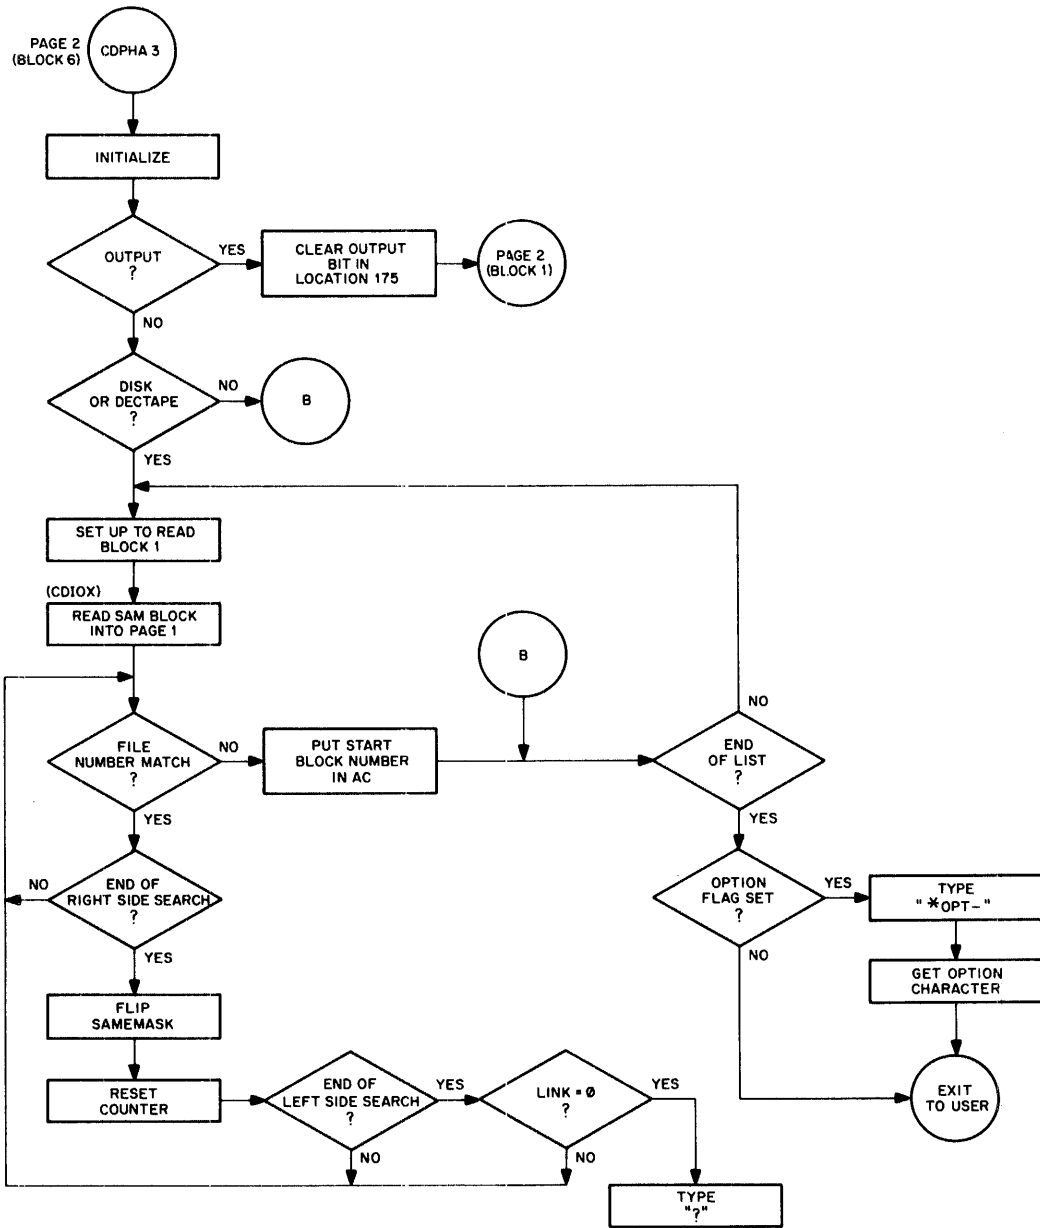 PAGE 2
(BLOCK 6)
CDPHA 3
INITIALIZE
OUTPUT
?
YES
CLEAR OUTPUT
BIT IN
LOCATION 175
PAGE 2
(BLOCK 1)
NO
DISK
OR DECTAPE
?
NO
B
YES
SET UP TO READ
BLOCK 1
(CDIOX)
READ SAM BLOCK
INTO PAGE 1
B
FILE
NUMBER MATCH
?
NO
PUT START
BLOCK NUMBER
IN AC
NO
END
OF LIST
?
YES
YES
NO
END OF
RIGHT SIDE SEARCH
?
OPTION
FLAG SET
?
YES
TYPE
"*OPT-"
YES
NO
GET OPTION
CHARACTER
FLIP
SAMEMASK
RESET
COUNTER
END OF
LEFT SIDE SEARCH
?
YES
LINK = Ø
?
YES
EXIT
TO USER
NO
NO
TYPE
"?"